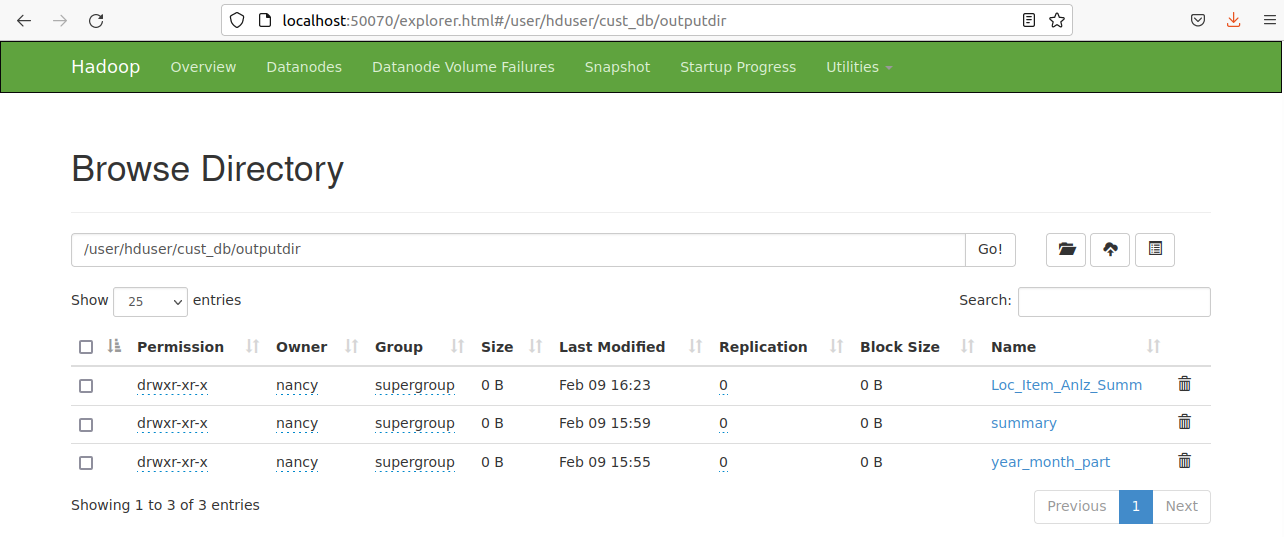 localhost:50070/explorer.html#/user/hduser/cust_db/outputdir
Hadoop Overview Datanodes Datanode Volume Failures Snapshot Startup Progress Utilities
Browse Directory
/user/hduser/cust_db/outputdir Go!
Show 25 entries Search:
Permission Owner Group Size Last Modified Replication Block Size Name
drwxr-xr-x nancy supergroup 0 B Feb 09 16:23 0 0 B Loc_Item_Anlz_Summ
drwxr-xr-x nancy supergroup 0 B Feb 09 15:59 0 0 B summary
drwxr-xr-x nancy supergroup 0 B Feb 09 15:55 0 0 B year_month_part
Showing 1 to 3 of 3 entries Previous 1 Next